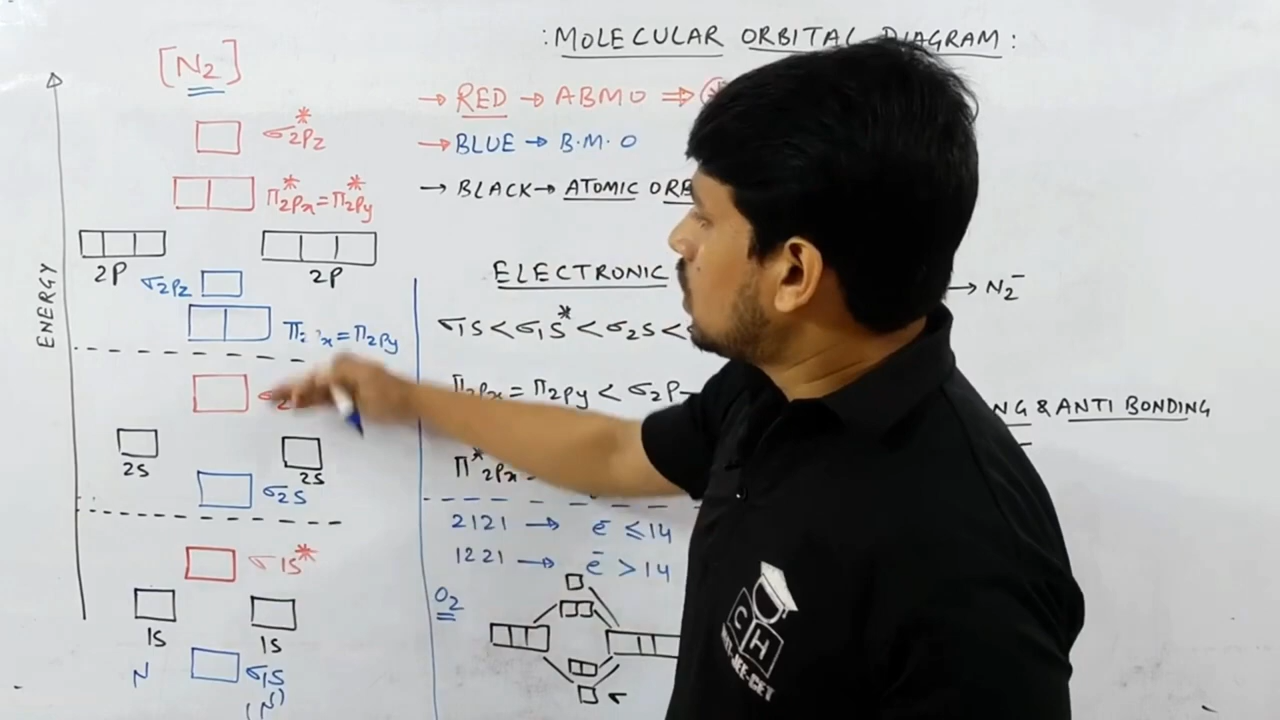 : MOLECULAR ORBITAL DIAGRAM :
[N₂]
→ RED → ABMO ⇒
→ BLUE → B.M.O
→ BLACK → ATOMIC
σ*2Pz
π*2Px = π*2Py
2P 2P
σ2Pz
π2Px = π2Py
ENERGY
2S 2S
σ2S
σ1S*
1S 1S
N σ1S (N)
ELECTRONIC
→ N₂⁻
σ1S < σ1S* < σ2S <
π2Px = π2Py < σ2P
& ANTI BONDING
π*2Px =
2121 → e̅ ≤ 14
1221 → e̅ > 14
O₂
σ
CH